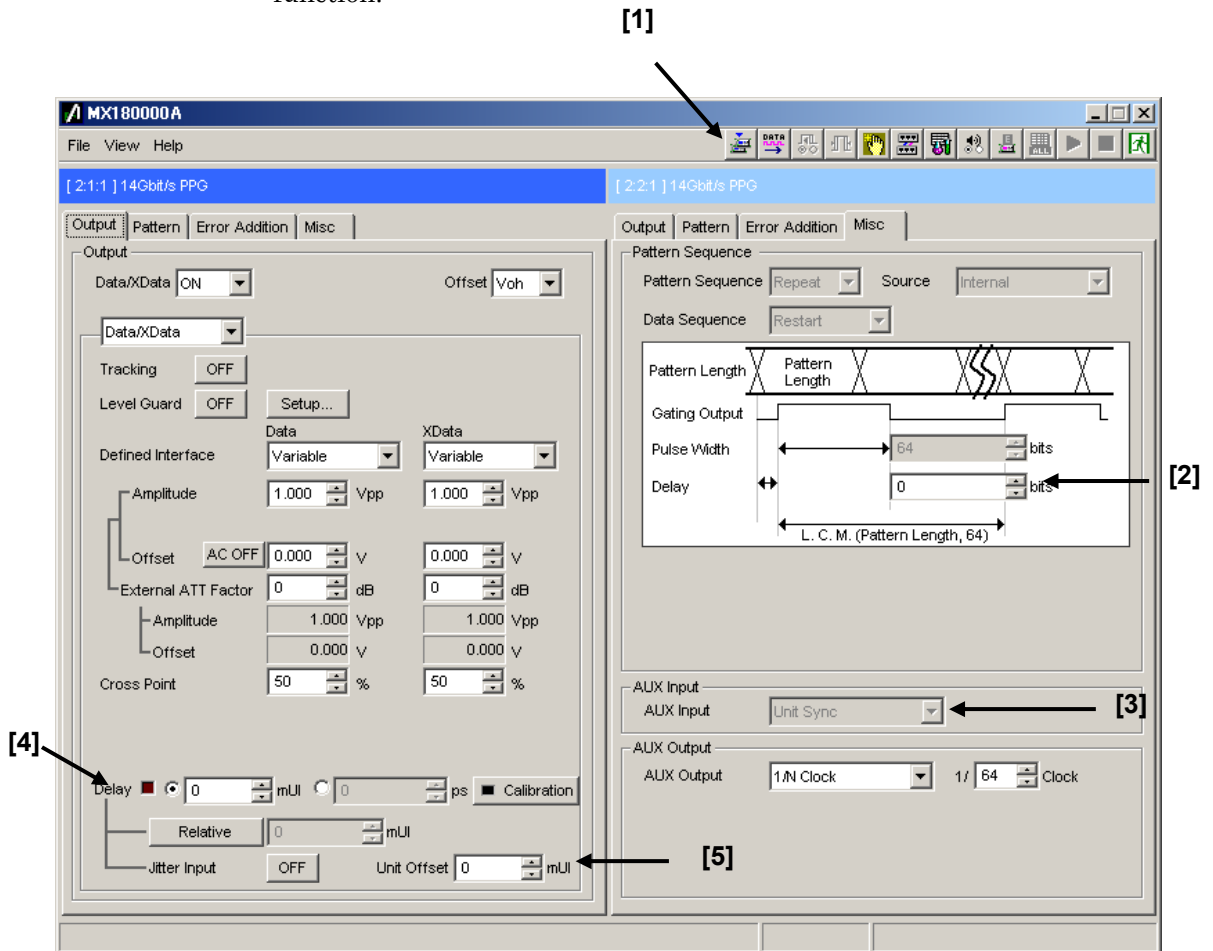 function.
[1]
MX180000A
File View Help
DATA
ALL
[ 2:1:1 ] 14Gbit/s PPG
[ 2:2:1 ] 14Gbit/s PPG
Output Pattern Error Addition Misc
Output
Data/XData ON
Offset Voh
Data/XData
Tracking OFF
Level Guard OFF Setup...
Data XData
Defined Interface Variable Variable
Amplitude 1.000 Vpp 1.000 Vpp
Offset AC OFF 0.000 V 0.000 V
External ATT Factor 0 dB 0 dB
Amplitude 1.000 Vpp 1.000 Vpp
Offset 0.000 V 0.000 V
Cross Point 50 % 50 %
[4]
Delay 0 mUI 0 ps Calibration
Relative 0 mUI
Jitter Input OFF Unit Offset 0 mUI
[5]
Output Pattern Error Addition Misc
Pattern Sequence
Pattern Sequence Repeat Source Internal
Data Sequence Restart
Pattern Length Pattern
Length
Gating Output
Pulse Width 64 bits
Delay 0 bits
[2]
L. C. M. (Pattern Length, 64)
AUX Input
AUX Input Unit Sync
[3]
AUX Output
AUX Output 1/N Clock 1/ 64 Clock